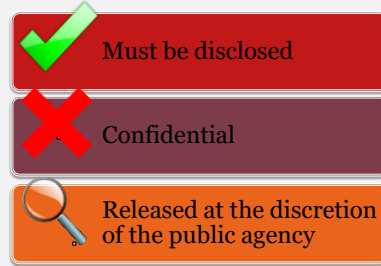 Must be disclosed
Confidential
Released at the discretion
of the public agency